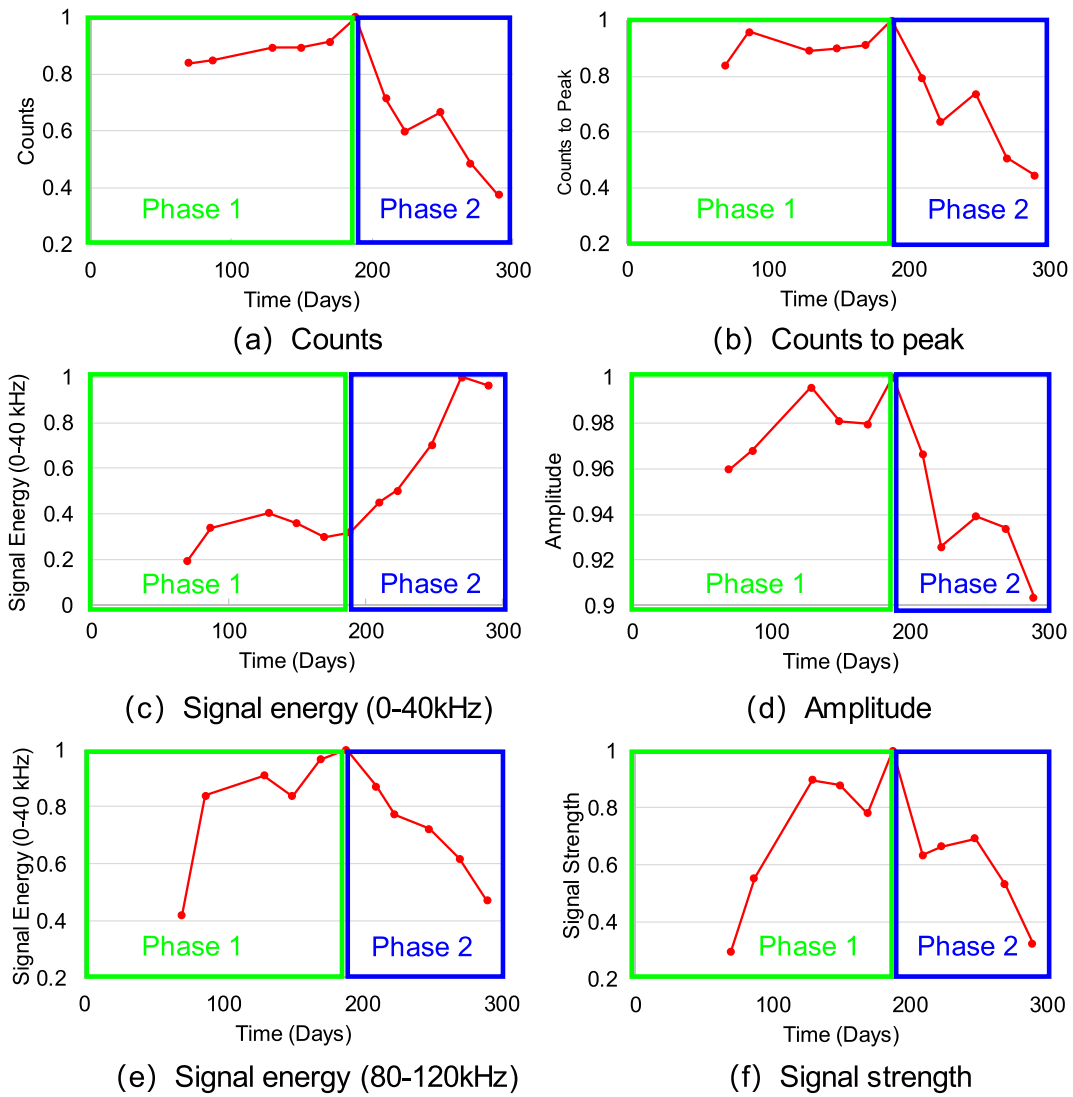 1
0.8
0.6
0.4
0.2
Counts
Phase 1
Phase 2
0
100
200
300
Time (Days)
(a) Counts
1
0.8
0.6
0.4
0.2
Counts to Peak
Phase 1
Phase 2
0
100
200
300
Time (Days)
(b) Counts to peak
1
0.8
0.6
0.4
0.2
0
Signal Energy (0-40 kHz)
Phase 1
Phase 2
0
100
200
300
Time (Days)
(c) Signal energy (0-40kHz)
1
0.98
0.96
0.94
0.92
0.9
Amplitude
Phase 1
Phase 2
0
100
200
300
Time (Days)
(d) Amplitude
1
0.8
0.6
0.4
0.2
Signal Energy (0-40 kHz)
Phase 1
Phase 2
0
100
200
300
Time (Days)
(e) Signal energy (80-120kHz)
1
0.8
0.6
0.4
0.2
Signal Strength
Phase 1
Phase 2
0
100
200
300
Time (Days)
(f) Signal strength